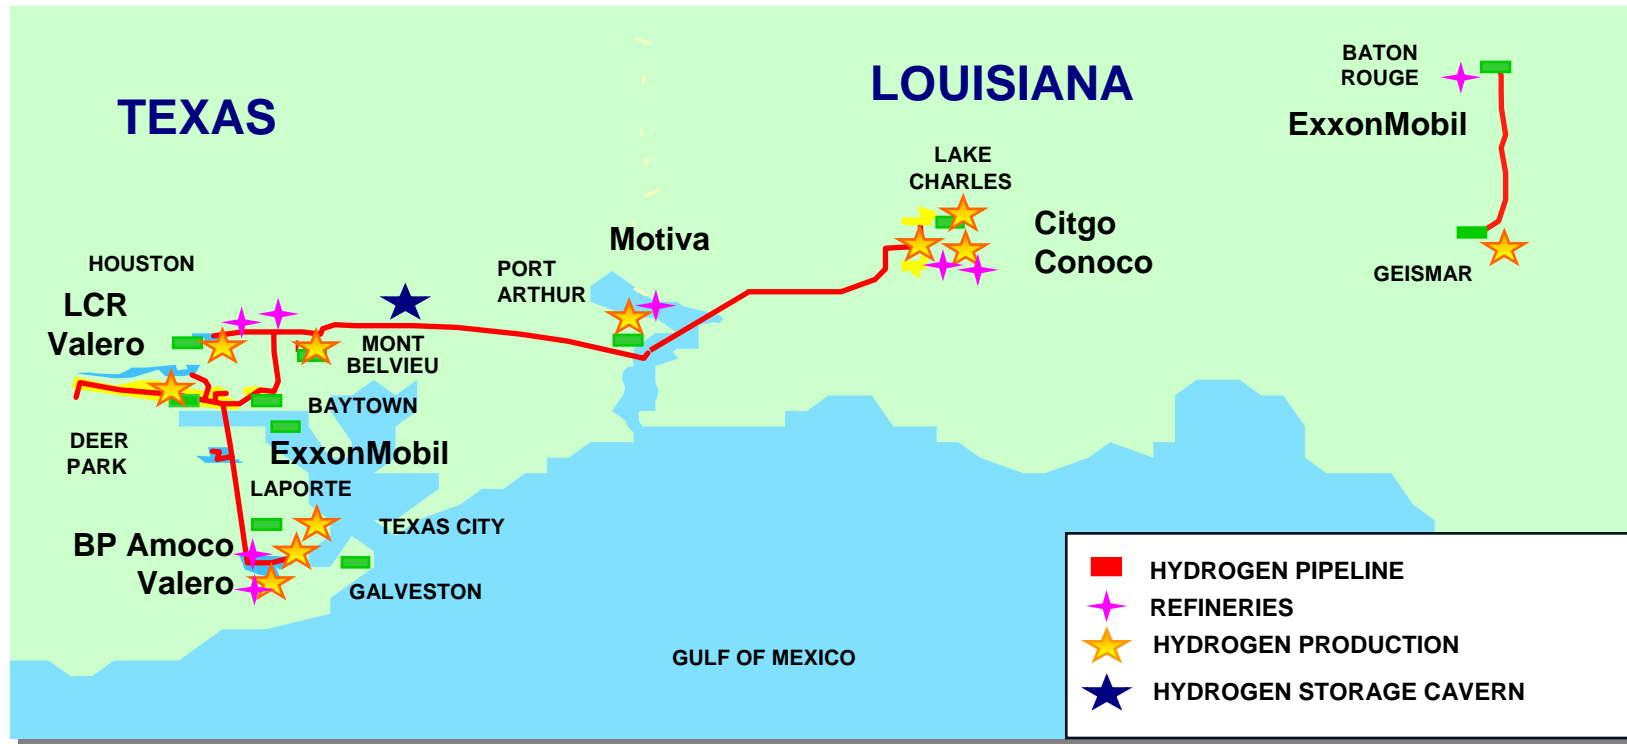 TEXAS
LOUISIANA
BATON
ROUGE
ExxonMobil
LAKE
CHARLES
Citgo
Conoco
Motiva
PORT
ARTHUR
GEISMAR
HOUSTON
LCR
Valero
MONT
BELVIEU
BAYTOWN
DEER
PARK
ExxonMobil
LAPORTE
TEXAS CITY
BP Amoco
Valero
GALVESTON
GULF OF MEXICO
HYDROGEN PIPELINE
REFINERIES
HYDROGEN PRODUCTION
HYDROGEN STORAGE CAVERN